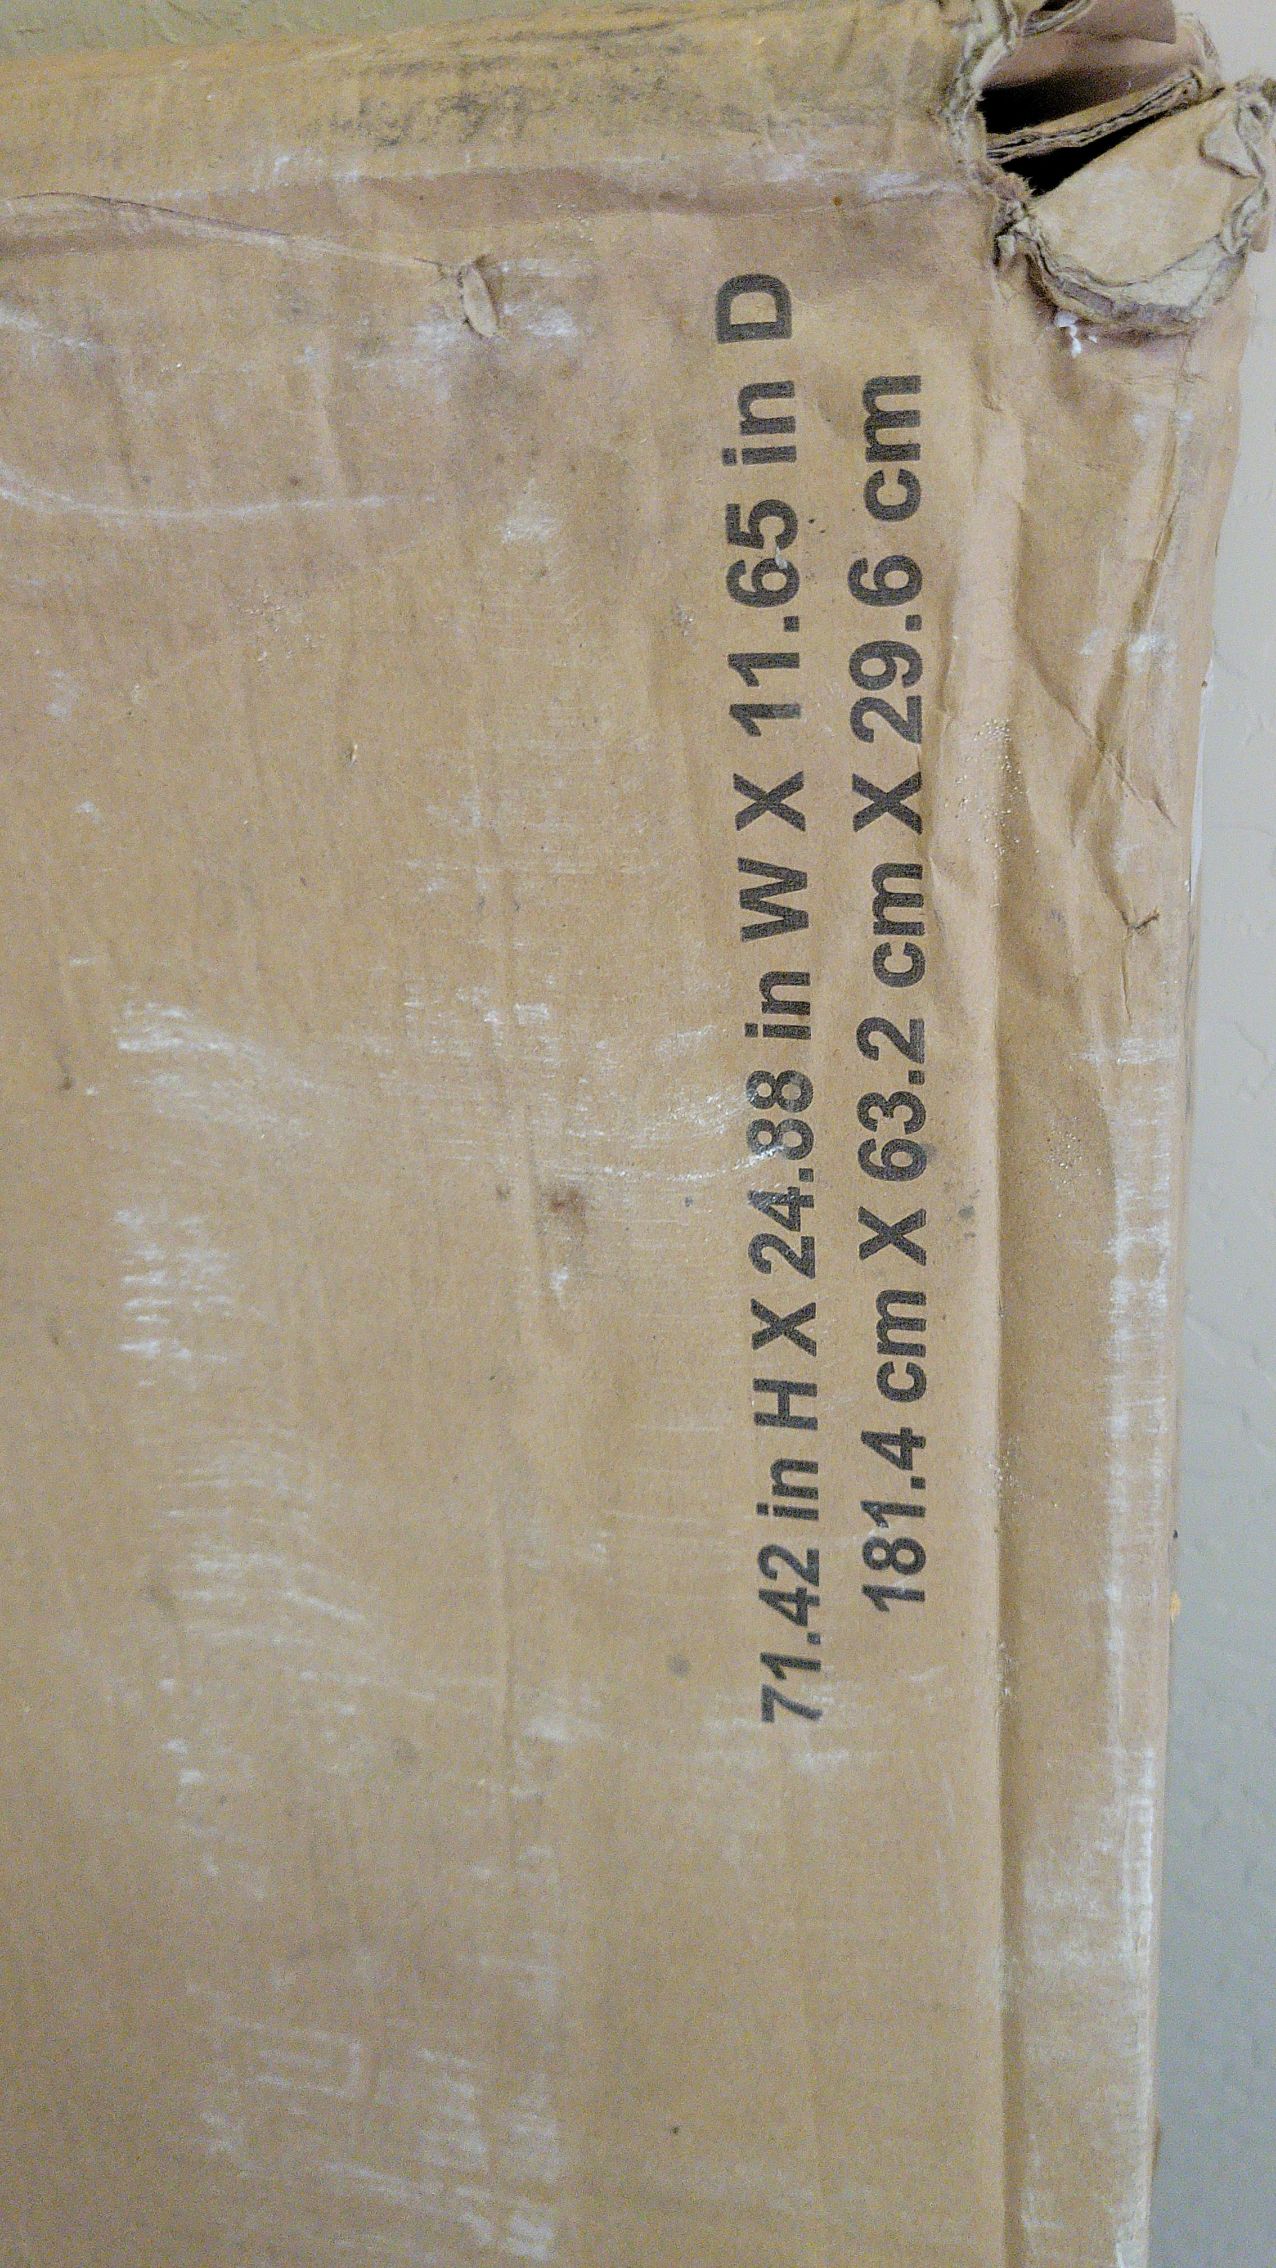 71.42 in H X 24.88 in W X 11.65 in D
181.4 cm X 63.2 cm X 29.6 cm